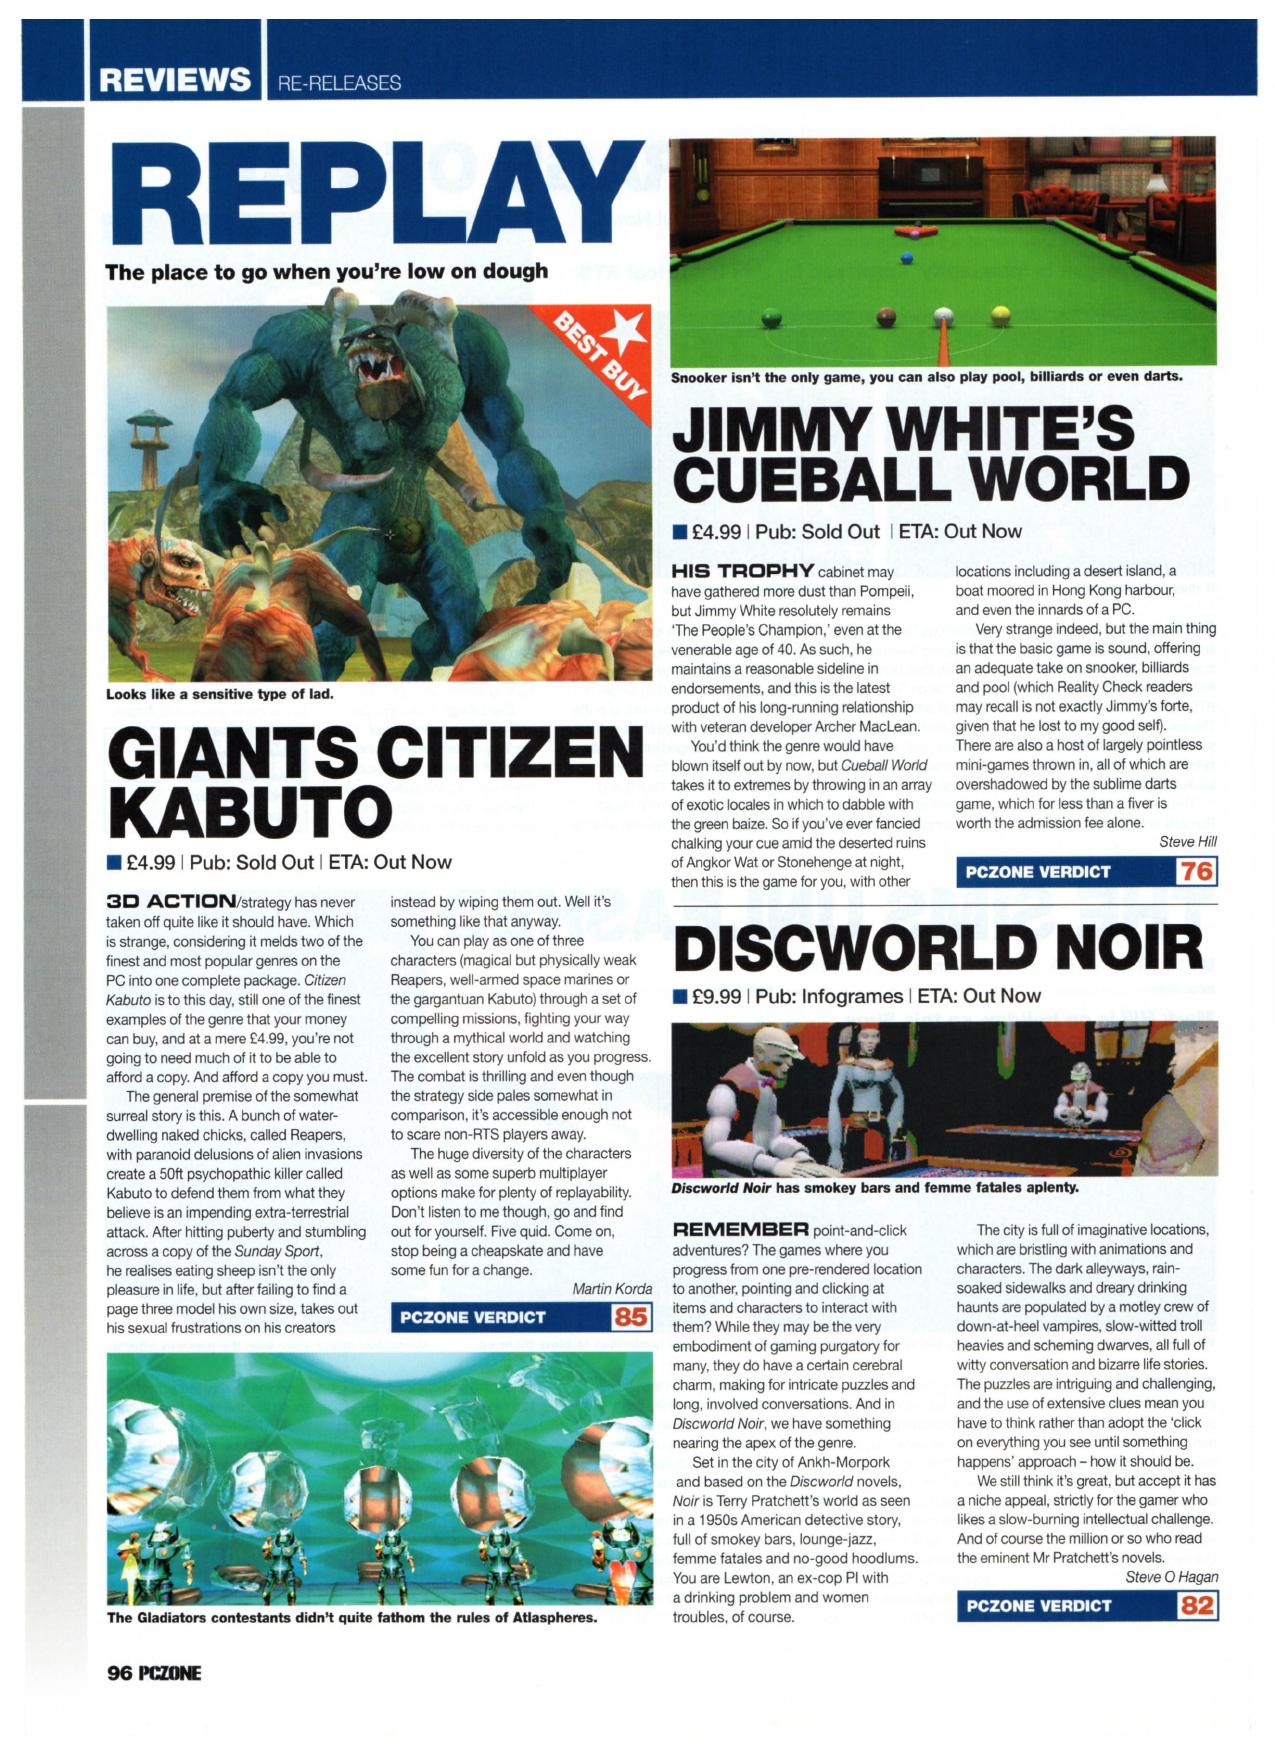 REVIEWS
RE-RELEASES
REPLAY
The place to go when you're low on dough
BEST BUY
Looks like a sensitive type of lad.
GIANTS CITIZEN
KABUTO
£4.99 | Pub: Sold Out | ETA: Out Now
3D ACTION/strategy has never
taken off quite like it should have. Which
is strange, considering it melds two of the
finest and most popular genres on the
PC into one complete package. Citizen
Kabuto is to this day, still one of the finest
examples of the genre that your money
can buy, and at a mere £4.99, you're not
going to need much of it to be able to
afford a copy. And afford a copy you must.
The general premise of the somewhat
surreal story is this. A bunch of water-
dwelling naked chicks, called Reapers,
with paranoid delusions of alien invasions
create a 50ft psychopathic killer called
Kabuto to defend them from what they
believe is an impending extra-terrestrial
attack. After hitting puberty and stumbling
across a copy of the Sunday Sport,
he realises eating sheep isn't the only
pleasure in life, but after failing to find a
page three model his own size, takes out
his sexual frustrations on his creators
instead by wiping them out. Well it's
something like that anyway.
You can play as one of three
characters (magical but physically weak
Reapers, well-armed space marines or
the gargantuan Kabuto) through a set of
compelling missions, fighting your way
through a mythical world and watching
the excellent story unfold as you progress.
The combat is thrilling and even though
the strategy side pales somewhat in
comparison, it's accessible enough not
to scare non-RTS players away.
The huge diversity of the characters
as well as some superb multiplayer
options make for plenty of replayability.
Don't listen to me though, go and find
out for yourself. Five quid. Come on,
stop being a cheapskate and have
some fun for a change.
Martin Korda
PCZONE VERDICT 85
The Gladiators contestants didn't quite fathom the rules of Atlaspheres.
Snooker isn't the only game, you can also play pool, billiards or even darts.
JIMMY WHITE'S
CUEBALL WORLD
£4.99 | Pub: Sold Out | ETA: Out Now
HIS TROPHY cabinet may
have gathered more dust than Pompeii,
but Jimmy White resolutely remains
'The People's Champion,' even at the
venerable age of 40. As such, he
maintains a reasonable sideline in
endorsements, and this is the latest
product of his long-running relationship
with veteran developer Archer MacLean.
You'd think the genre would have
blown itself out by now, but Cueball World
takes it to extremes by throwing in an array
of exotic locales in which to dabble with
the green baize. So if you've ever fancied
chalking your cue amid the deserted ruins
of Angkor Wat or Stonehenge at night,
then this is the game for you, with other
locations including a desert island, a
boat moored in Hong Kong harbour,
and even the innards of a PC.
Very strange indeed, but the main thing
is that the basic game is sound, offering
an adequate take on snooker, billiards
and pool (which Reality Check readers
may recall is not exactly Jimmy's forte,
given that he lost to my good self).
There are also a host of largely pointless
mini-games thrown in, all of which are
overshadowed by the sublime darts
game, which for less than a fiver is
worth the admission fee alone.
Steve Hill
PCZONE VERDICT 76
DISCWORLD NOIR
£9.99 | Pub: Infogrames | ETA: Out Now
Discworld Noir has smokey bars and femme fatales aplenty.
REMEMBER point-and-click
adventures? The games where you
progress from one pre-rendered location
to another, pointing and clicking at
items and characters to interact with
them? While they may be the very
embodiment of gaming purgatory for
many, they do have a certain cerebral
charm, making for intricate puzzles and
long, involved conversations. And in
Discworld Noir, we have something
nearing the apex of the genre.
Set in the city of Ankh-Morpork
and based on the Discworld novels,
Noir is Terry Pratchett's world as seen
in a 1950s American detective story,
full of smokey bars, lounge-jazz,
femme fatales and no-good hoodlums.
You are Lewton, an ex-cop PI with
a drinking problem and women
troubles, of course.
The city is full of imaginative locations,
which are bristling with animations and
characters. The dark alleyways, rain-
soaked sidewalks and dreary drinking
haunts are populated by a motley crew of
down-at-heel vampires, slow-witted troll
heavies and scheming dwarves, all full of
witty conversation and bizarre life stories.
The puzzles are intriguing and challenging,
and the use of extensive clues mean you
have to think rather than adopt the 'click
on everything you see until something
happens' approach – how it should be.
We still think it's great, but accept it has
a niche appeal, strictly for the gamer who
likes a slow-burning intellectual challenge.
And of course the million or so who read
the eminent Mr Pratchett's novels.
Steve O Hagan
PCZONE VERDICT 82
96 PCZONE